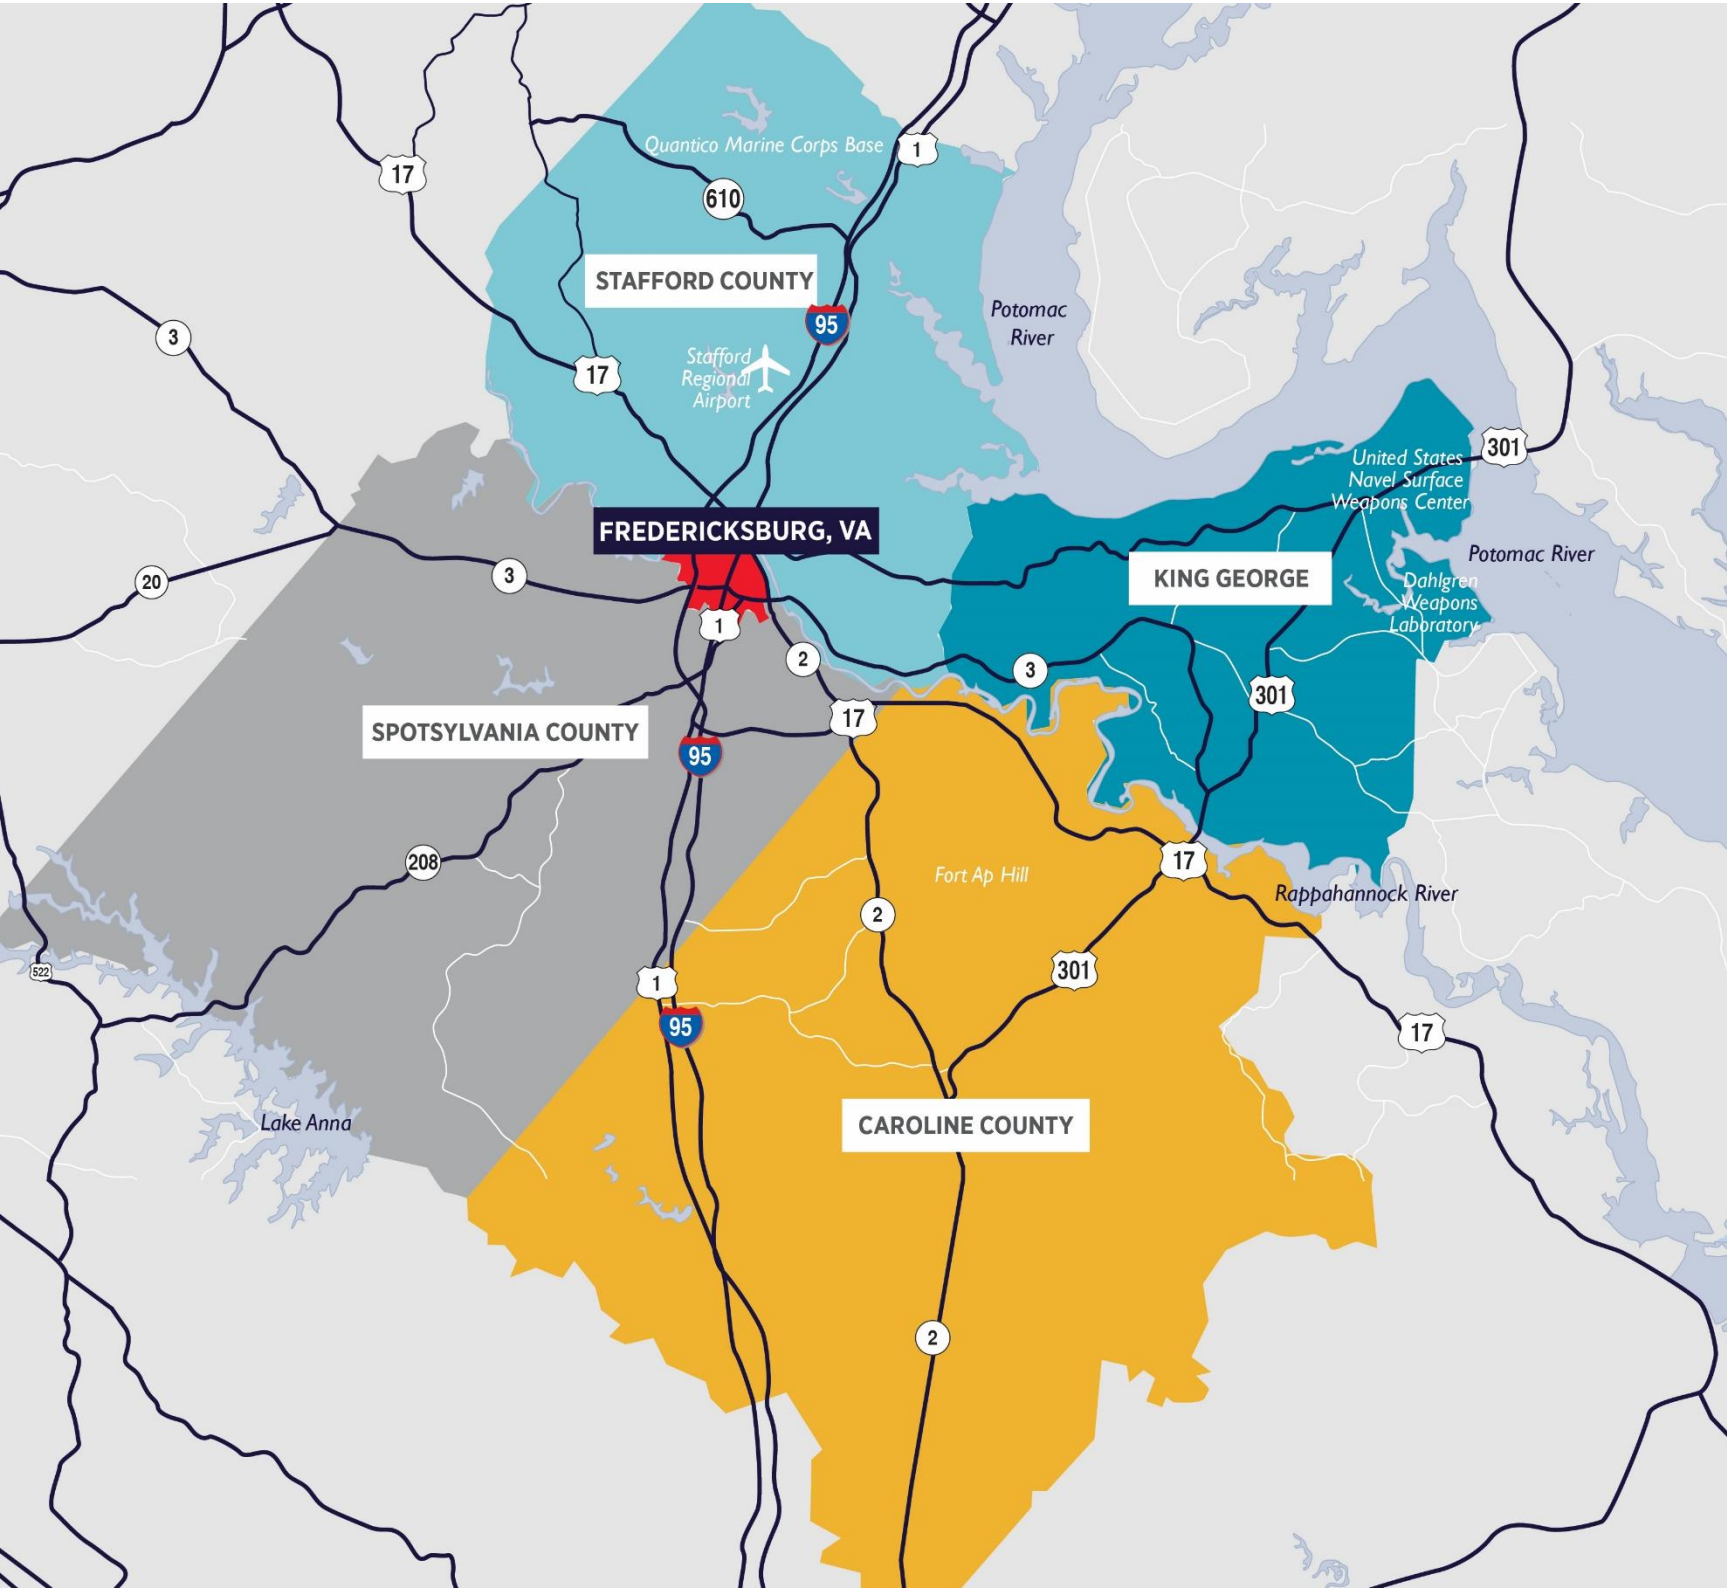 Quantico Marine Corps Base
1
17
610
STAFFORD COUNTY
95
Potomac
River
3
Stafford
Regional
Airport
17
301
United States
Navel Surface
Weapons Center
FREDERICKSBURG, VA
Potomac River
20
3
KING GEORGE
Dahlgren
Weapons
Laboratory
1
2
3
301
17
SPOTSYLVANIA COUNTY
95
208
17
Fort Ap Hill
Rappahannock River
2
522
1
301
95
17
Lake Anna
CAROLINE COUNTY
2